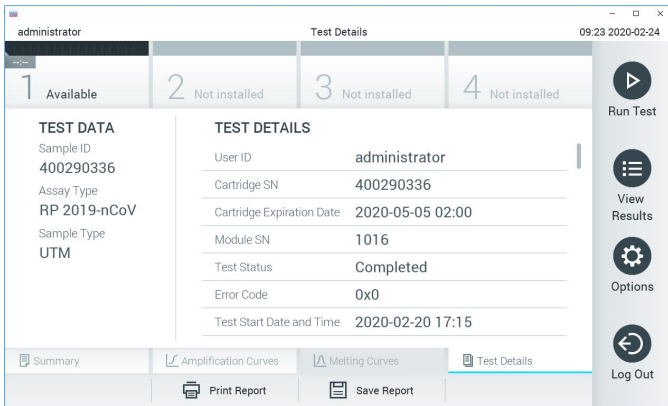 administrator
Test Details
09:23 2020-02-24
--:--
1 Available
2 Not installed
3 Not installed
4 Not installed
TEST DATA
Sample ID
400290336
Assay Type
RP 2019-nCoV
Sample Type
UTM
TEST DETAILS
User ID administrator
Cartridge SN 400290336
Cartridge Expiration Date 2020-05-05 02:00
Module SN 1016
Test Status Completed
Error Code 0x0
Test Start Date and Time 2020-02-20 17:15
Summary
Amplification Curves
Melting Curves
Test Details
Print Report
Save Report
Run Test
View
Results
Options
Log Out